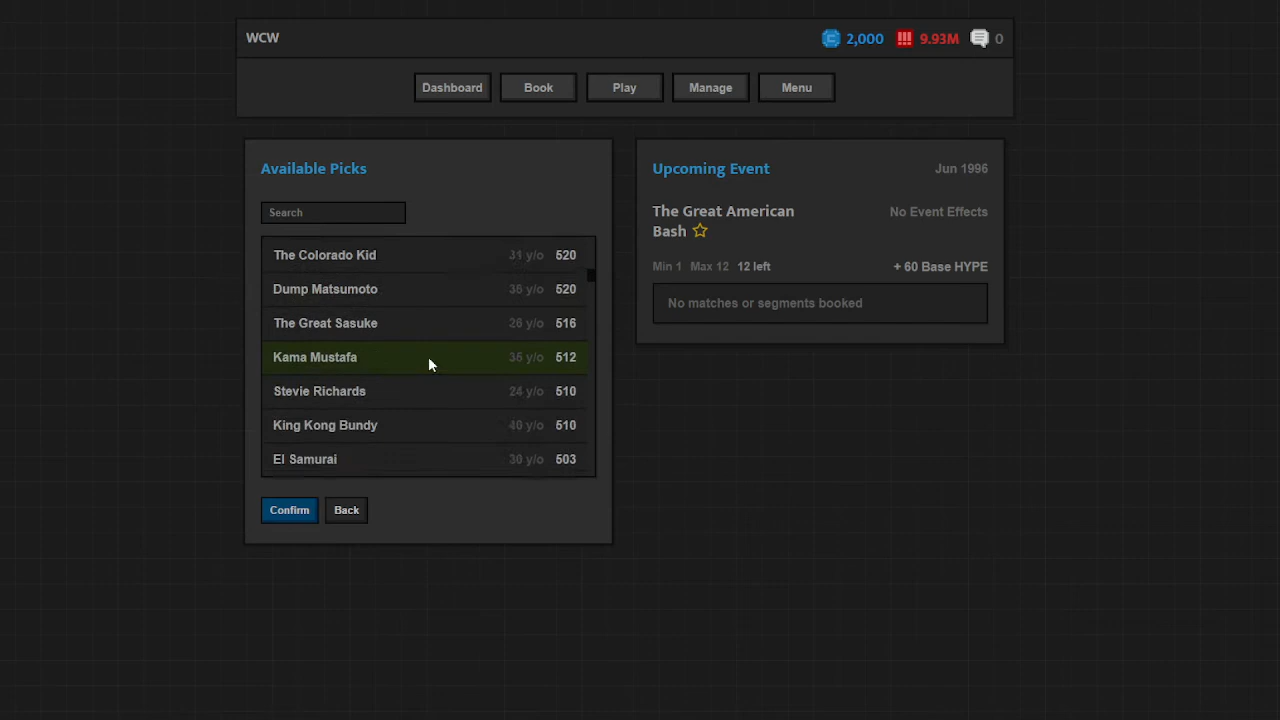 WCW
2,000
9.93M
0
Dashboard
Book
Play
Manage
Menu
Available Picks
Search
The Colorado Kid 31 y/o 520
Dump Matsumoto 35 y/o 520
The Great Sasuke 26 y/o 516
Kama Mustafa 35 y/o 512
Stevie Richards 24 y/o 510
King Kong Bundy 40 y/o 510
El Samurai 30 y/o 503
Confirm
Back
Upcoming Event
Jun 1996
The Great American
Bash
No Event Effects
Min 1 Max 12 12 left
+ 60 Base HYPE
No matches or segments booked